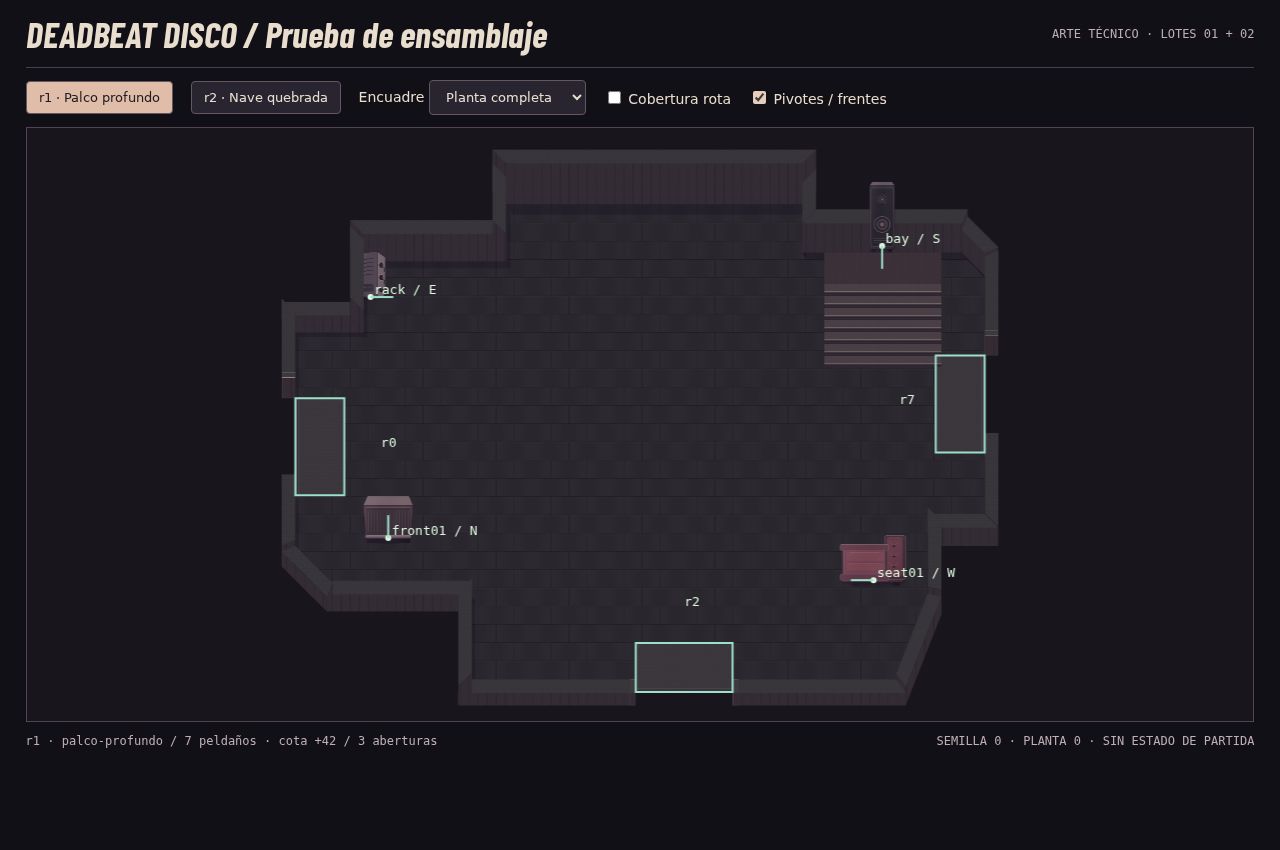 DEADBEAT DISCO / Prueba de ensamblaje
ARTE TÉCNICO · LOTES 01 + 02
r1 · Palco profundo
r2 · Nave quebrada
Encuadre
Planta completa
Cobertura rota
Pivotes / frentes
bay / S
rack / E
r7
r0
front01 / N
seat01 / W
r2
r1 · palco-profundo / 7 peldaños · cota +42 / 3 aberturas
SEMILLA 0 · PLANTA 0 · SIN ESTADO DE PARTIDA